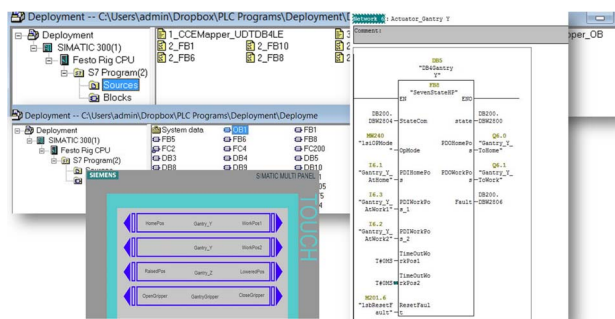 Deployment -- C:\Users\admin\Dropbox\PLC Programs\Deployment\D
Deployment
SIMATIC 300(1)
Festo Rig CPU
S7 Program(2)
Sources
Blocks
1_CCEMapper_UDTDB4LE
2_FB1
2_FB10
2_FB6
2_FB8
pper_OB
Deployment -- C:\Users\admin\Dropbox\PLC Programs\Deployment\Deployme
Deployment
SIMATIC 300(1)
Festo Rig CPU
S7 Program(2)
System data
OB1
FB1
FB5
FB6
FB8
FC2
FC4
FC200
DB3
DB4
DB5
DB8
DB9
DB10
SIEMENS
SIMATIC MULTI PANEL
TOUCH
HomePos
Gantry_Y
WorkPos1
Gantry_Y
WorkPos2
RaisedPos
Gantry_Z
LoweredPos
OpenGripper
GantryGripper
CloseGripper
Network 6: Actuator_Gantry Y
Comment:
DB5
"DB4Gantry
Y"
FB8
"SevenStateHP"
EN
ENO
DB200.
DBW2804
StateCom
state
DB200.
DBW2800
MW240
"isiOPMode
"
OpMode
PDOHomePo
s
Q6.0
"Gantry_Y_
ToHome"
I6.1
"Gantry_Y_
AtHome"
PDIHomePo
s
PDOWorkPo
s
Q6.1
"Gantry_Y_
ToWork"
I6.3
"Gantry_Y_
AtWork1"
PDIWorkPo
s_1
Fault
DB200.
DBW2806
I6.2
"Gantry_Y_
AtWork2"
PDIWorkPo
s_2
TimeOutWo
T#0MS
rkPos1
TimeOutWo
T#0MS
rkPos2
M201.6
"isbResetF
ault"
ResetFaul
t